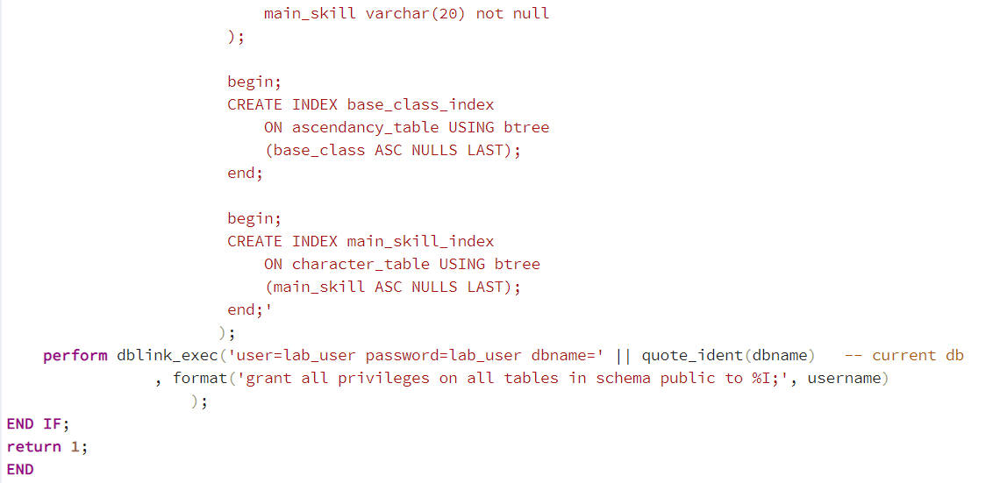 main_skill varchar(20) not null
);
begin;
CREATE INDEX base_class_index
ON ascendancy_table USING btree
(base_class ASC NULLS LAST);
end;
begin;
CREATE INDEX main_skill_index
ON character_table USING btree
(main_skill ASC NULLS LAST);
end;'
);
perform dblink_exec('user=lab_user password=lab_user dbname=' || quote_ident(dbname)   -- current db
, format('grant all privileges on all tables in schema public to %I;', username)
);
END IF;
return 1;
END